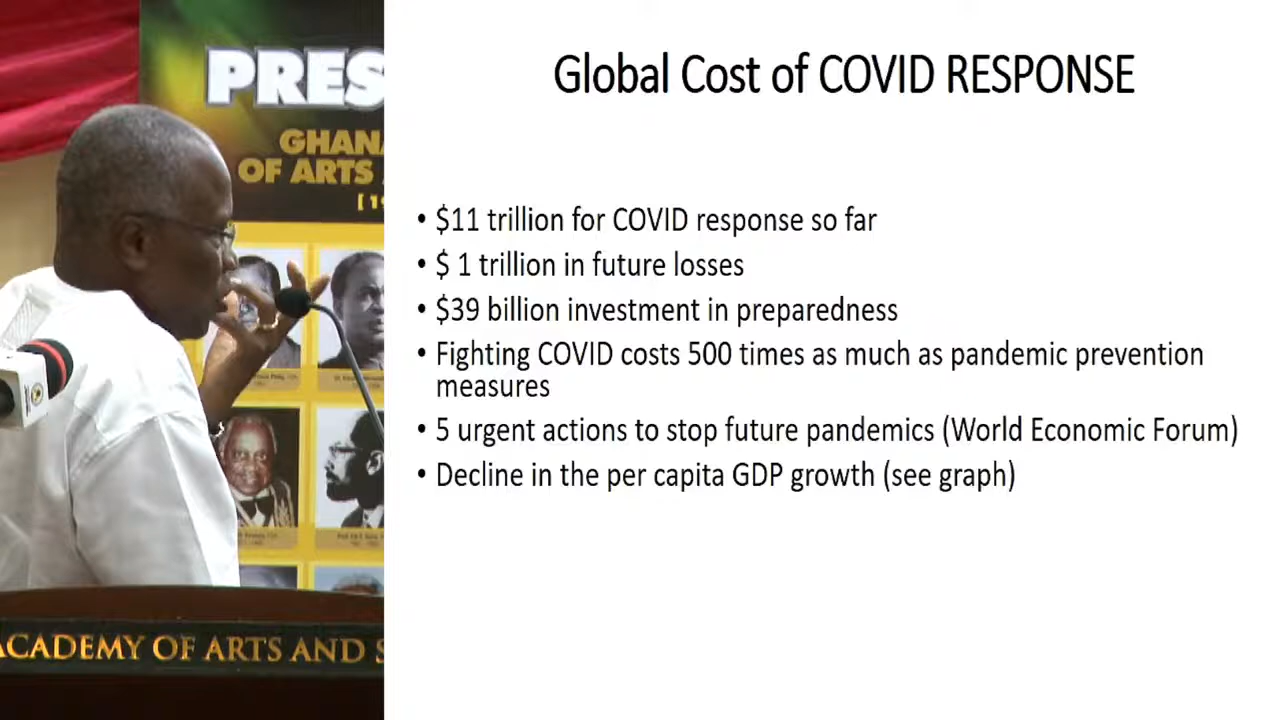 PRES
GHANA
OF ARTS
[19
Global Cost of COVID RESPONSE
• $11 trillion for COVID response so far
• $ 1 trillion in future losses
• $39 billion investment in preparedness
• Fighting COVID costs 500 times as much as pandemic prevention
measures
• 5 urgent actions to stop future pandemics (World Economic Forum)
• Decline in the per capita GDP growth (see graph)
ACADEMY OF ARTS AND S